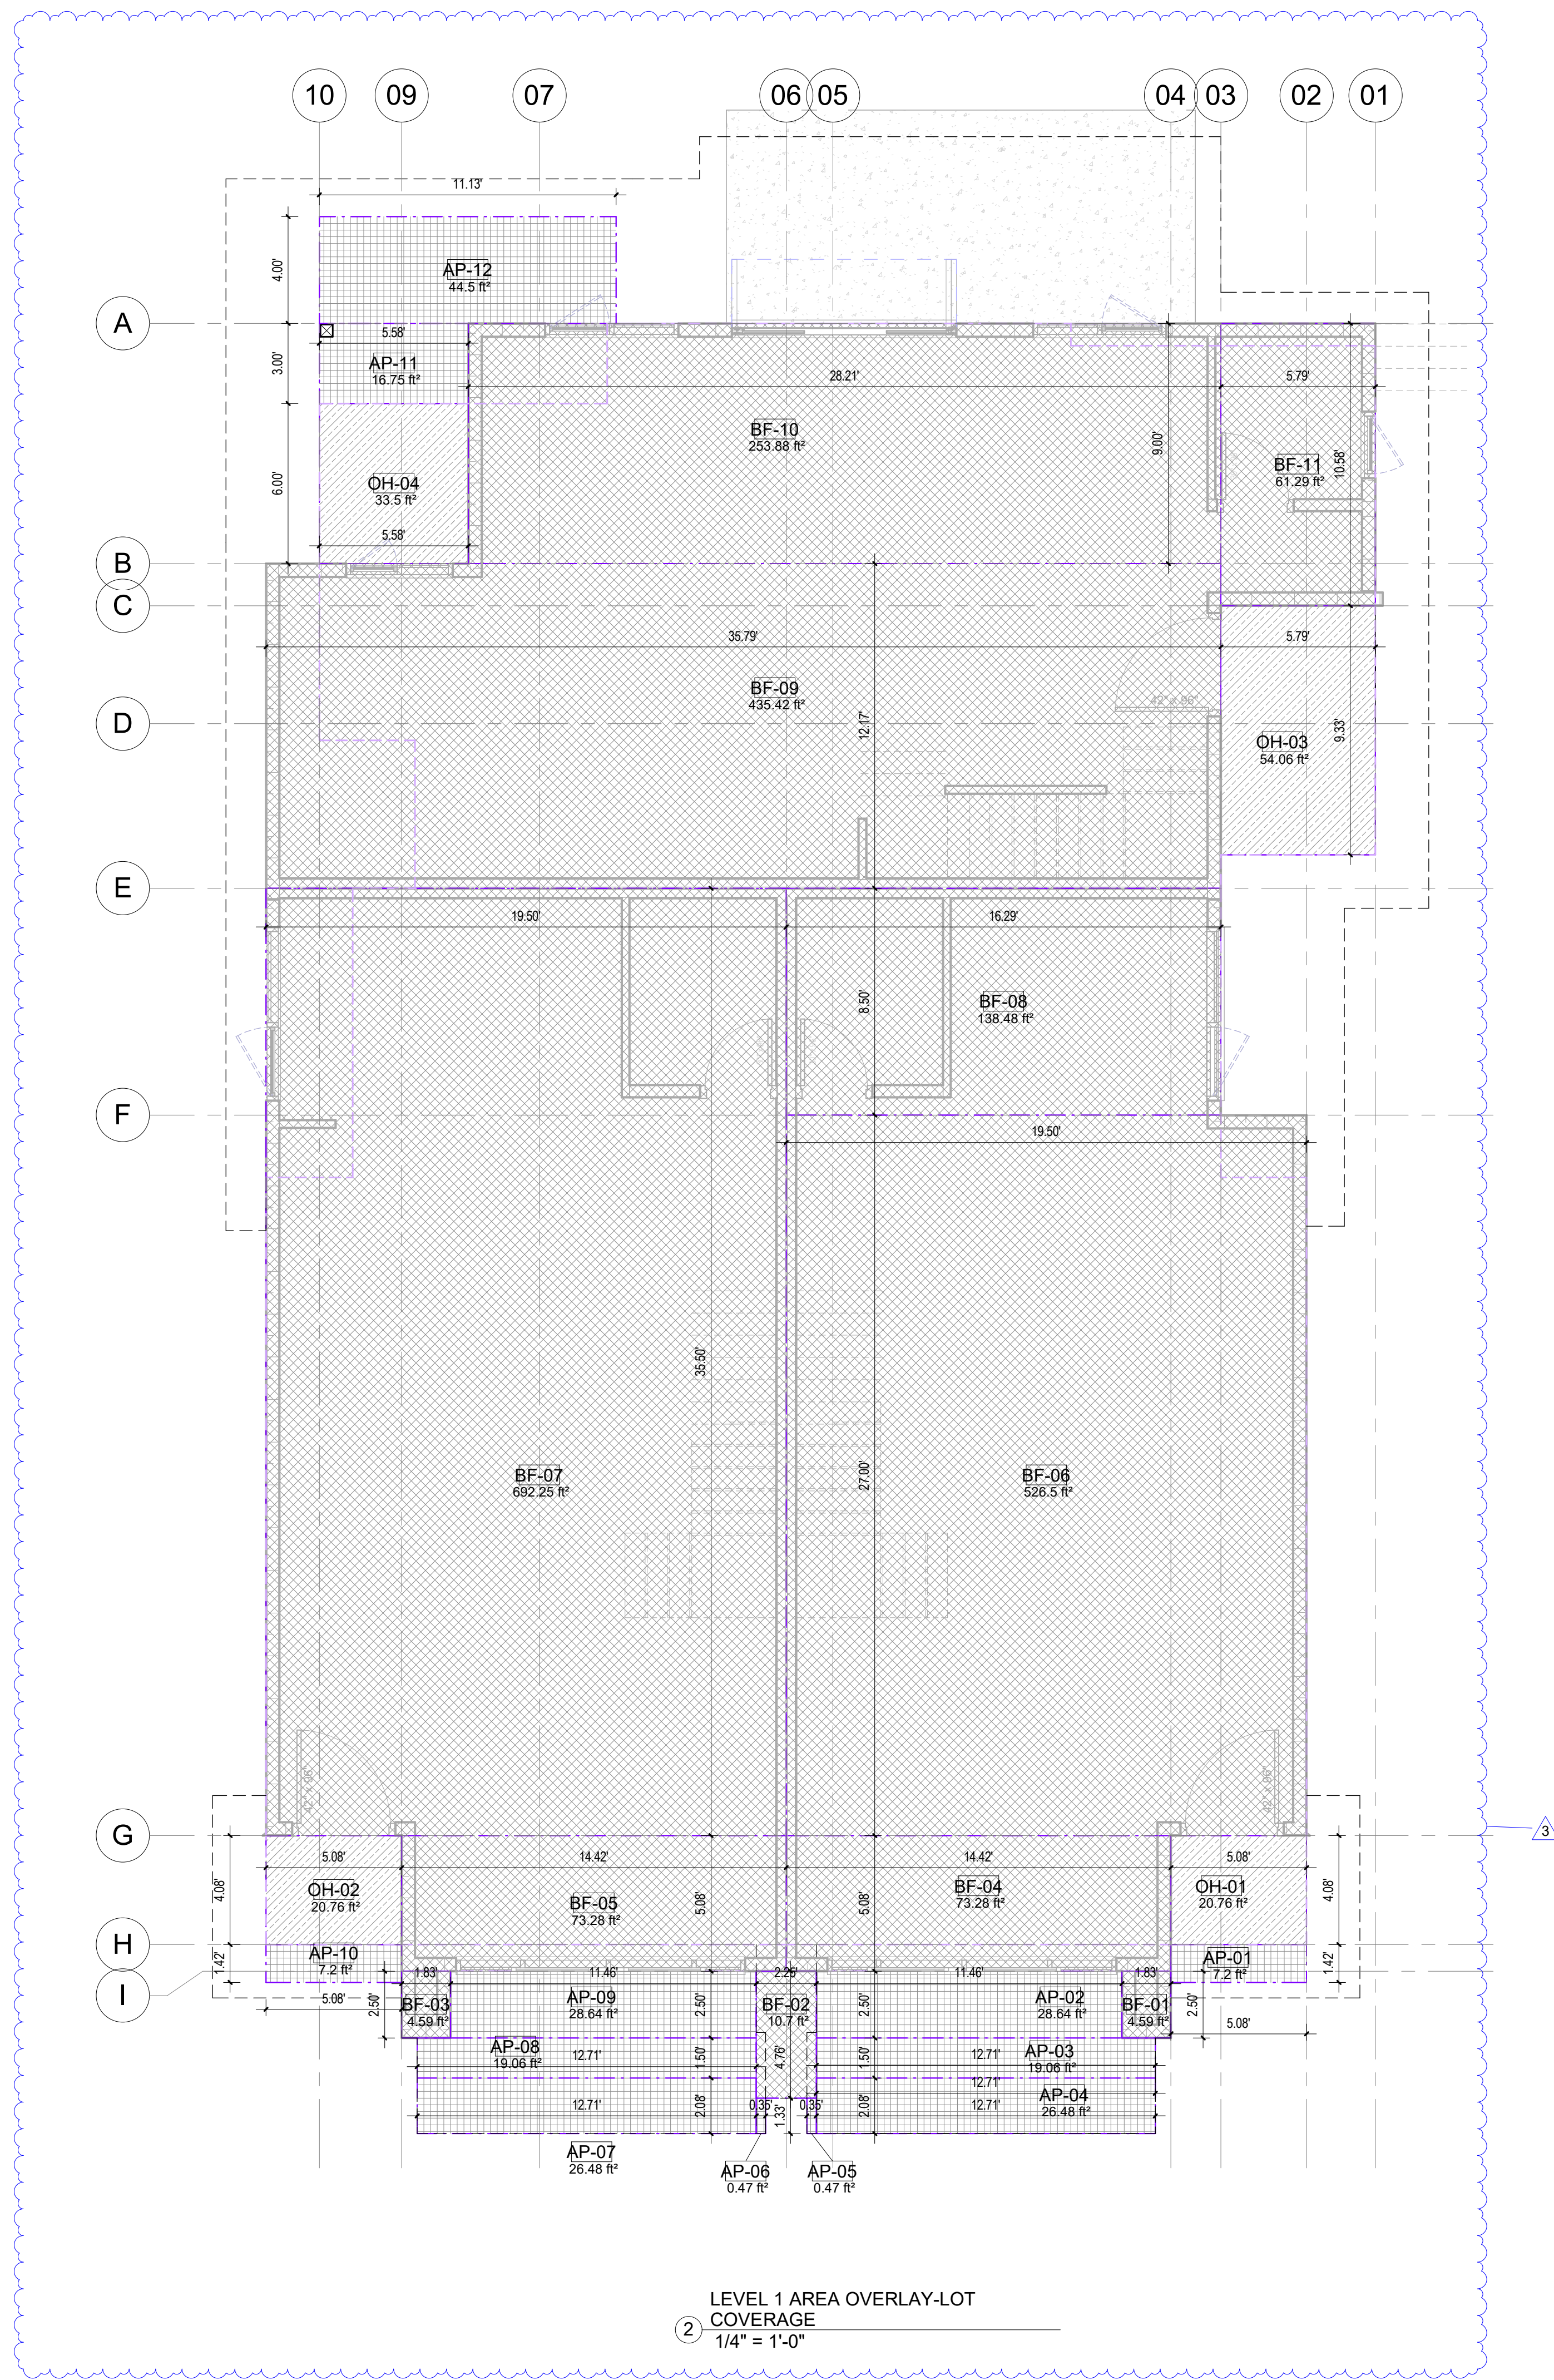 10
09
07
06
05
04
03
02
01
11.13'
4.00'
AP-12
44.5 ft²
A
5.58'
3.00'
AP-11
16.75 ft²
28.21'
5.79'
BF-10
253.88 ft²
9.00'
BF-11
61.29 ft²
10.58'
6.00'
OH-04
33.5 ft²
5.58'
B
C
35.79'
5.79'
BF-09
435.42 ft²
42" x 96"
D
12.17'
OH-03
54.06 ft²
9.33'
E
19.50'
16.29'
8.50'
BF-08
138.48 ft²
F
19.50'
35.50'
27.00'
BF-07
692.25 ft²
BF-06
526.5 ft²
42" x 96"
42" x 96"
G
3
5.08'
14.42'
14.42'
5.08'
4.08'
OH-02
20.76 ft²
BF-05
73.28 ft²
5.08'
5.08'
BF-04
73.28 ft²
OH-01
20.76 ft²
4.08'
H
1.42'
AP-10
7.2 ft²
AP-01
7.2 ft²
1.42'
I
1.83'
11.46'
2.25'
11.46'
1.83'
5.08'
2.50'
BF-03
4.59 ft²
AP-09
28.64 ft²
2.50'
BF-02
10.7 ft²
2.50'
AP-02
28.64 ft²
BF-01
4.59 ft²
2.50'
5.08'
AP-08
19.06 ft²
12.71'
1.50'
4.76'
1.50'
12.71'
AP-03
19.06 ft²
12.71'
AP-04
26.48 ft²
12.71'
2.08'
0.35'
1.33'
0.35'
2.08'
12.71'
AP-07
26.48 ft²
AP-06
0.47 ft²
AP-05
0.47 ft²
LEVEL 1 AREA OVERLAY-LOT
COVERAGE
2
1/4" = 1'-0"